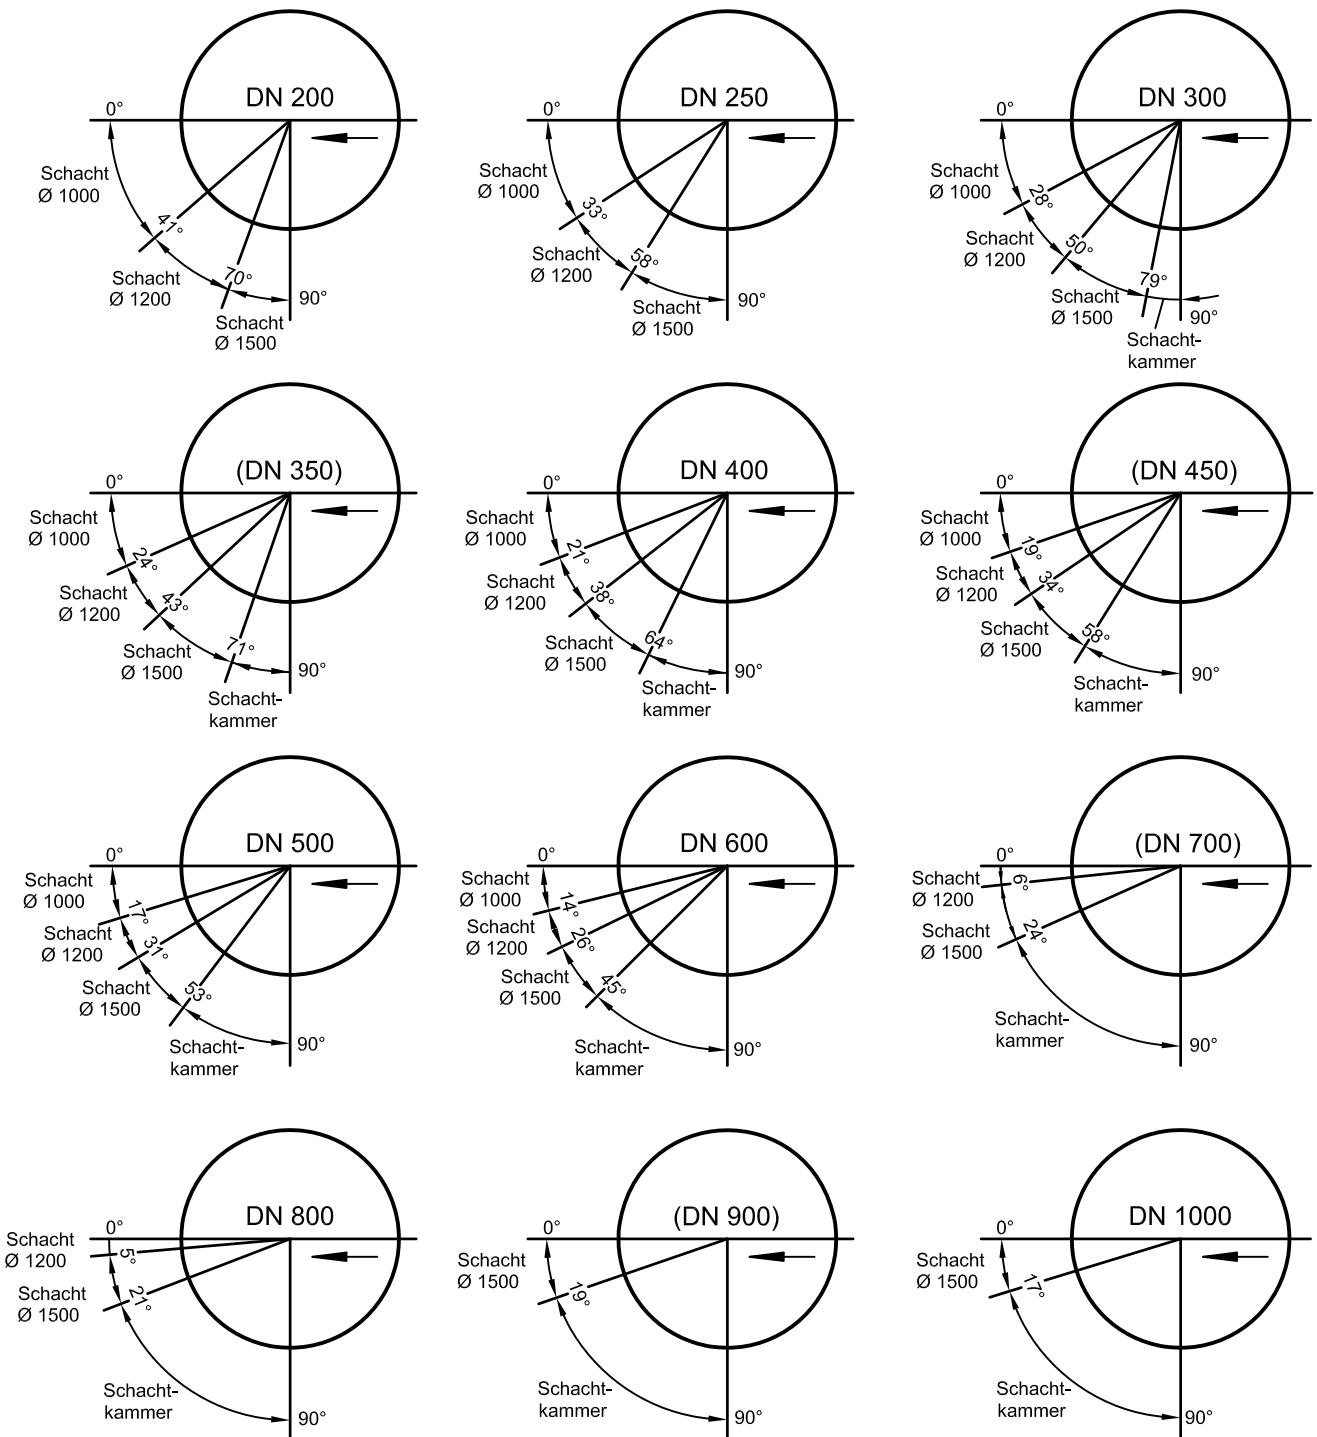 DN 200
0°
Schacht
Ø 1000
41°
Schacht
Ø 1200
70°
90°
Schacht
Ø 1500
DN 250
0°
Schacht
Ø 1000
33°
Schacht
Ø 1200
58°
90°
Schacht
Ø 1500
DN 300
0°
Schacht
Ø 1000
28°
Schacht
Ø 1200
50°
Schacht
Ø 1500
79°
90°
Schacht-
kammer
(DN 350)
0°
Schacht
Ø 1000
24°
Schacht
Ø 1200
43°
Schacht
Ø 1500
71°
90°
Schacht-
kammer
DN 400
0°
Schacht
Ø 1000
21°
Schacht
Ø 1200
38°
Schacht
Ø 1500
64°
90°
Schacht-
kammer
(DN 450)
0°
Schacht
Ø 1000
19°
Schacht
Ø 1200
34°
Schacht
Ø 1500
58°
90°
Schacht-
kammer
DN 500
0°
Schacht
Ø 1000
17°
Schacht
Ø 1200
31°
Schacht
Ø 1500
53°
90°
Schacht-
kammer
DN 600
0°
Schacht
Ø 1000
14°
Schacht
Ø 1200
26°
Schacht
Ø 1500
45°
90°
Schacht-
kammer
(DN 700)
0°
Schacht
Ø 1200
6°
Schacht
Ø 1500
24°
Schacht-
kammer
90°
DN 800
0°
Schacht
Ø 1200
5°
Schacht
Ø 1500
21°
Schacht-
kammer
90°
(DN 900)
0°
Schacht
Ø 1500
19°
Schacht-
kammer
90°
DN 1000
0°
Schacht
Ø 1500
17°
Schacht-
kammer
90°